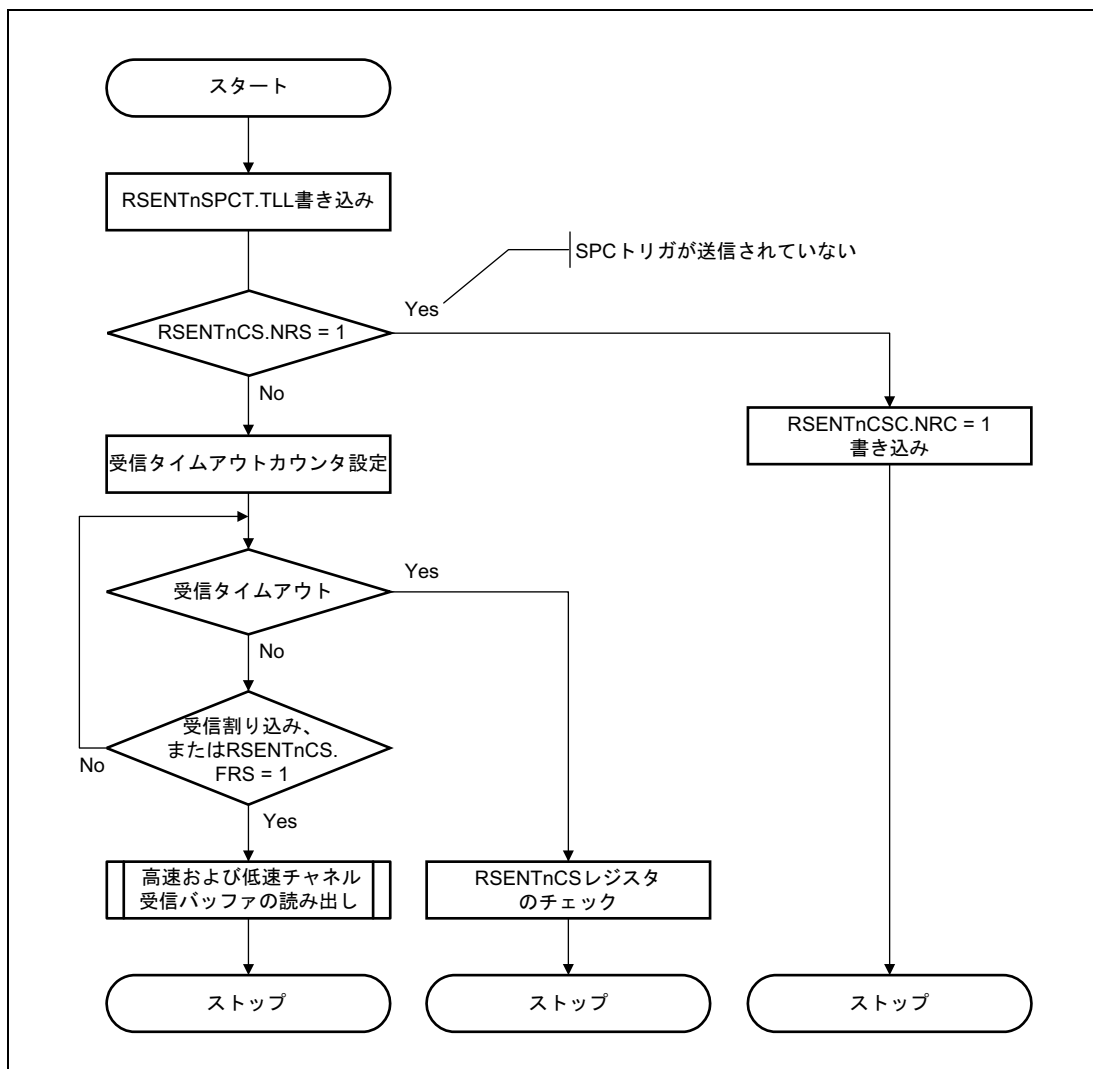 スタート
RSENTnSPCT.TLL書き込み
SPCトリガが送信されていない
Yes
RSENTnCS.NRS = 1
No
RSENTnCSC.NRC = 1
書き込み
受信タイムアウトカウンタ設定
Yes
受信タイムアウト
No
受信割り込み、
またはRSENTnCS.
FRS = 1
No
Yes
高速および低速チャネル
受信バッファの読み出し
RSENTnCSレジスタ
のチェック
ストップ
ストップ
ストップ